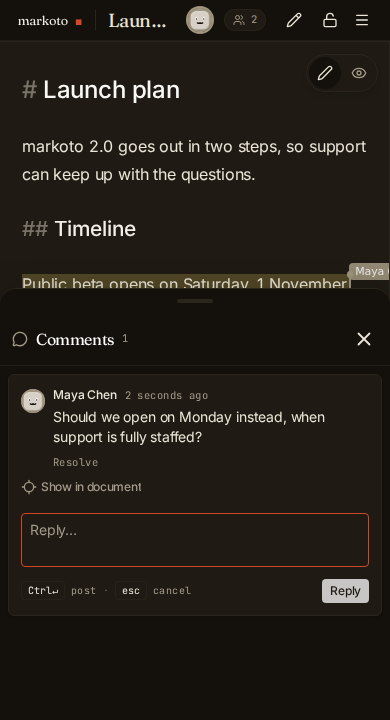 markoto
Laun...
2
# Launch plan
markoto 2.0 goes out in two steps, so support
can keep up with the questions.
## Timeline
Maya
Public beta opens on Saturday, 1 November
Comments 1
Maya Chen 2 seconds ago
Should we open on Monday instead, when
support is fully staffed?
Resolve
Show in document
Reply...
Ctrl↵ post · esc cancel
Reply